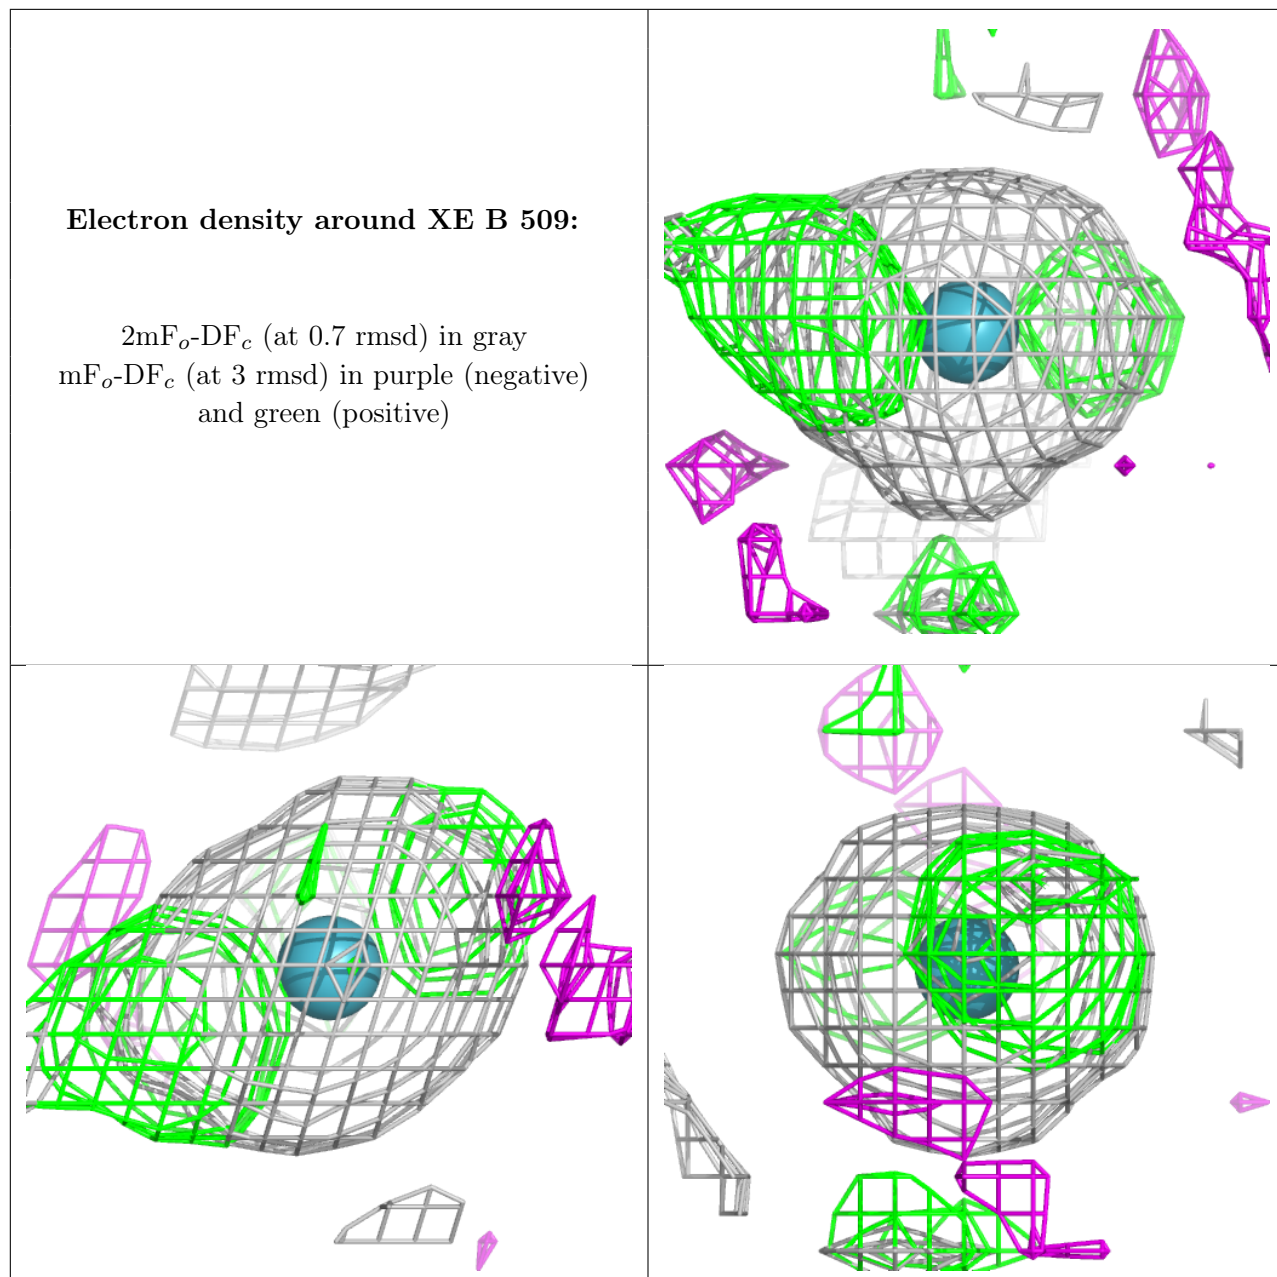 Electron density around XE B 509:
2mFo-DFc (at 0.7 rmsd) in gray
mFo-DFc (at 3 rmsd) in purple (negative)
and green (positive)